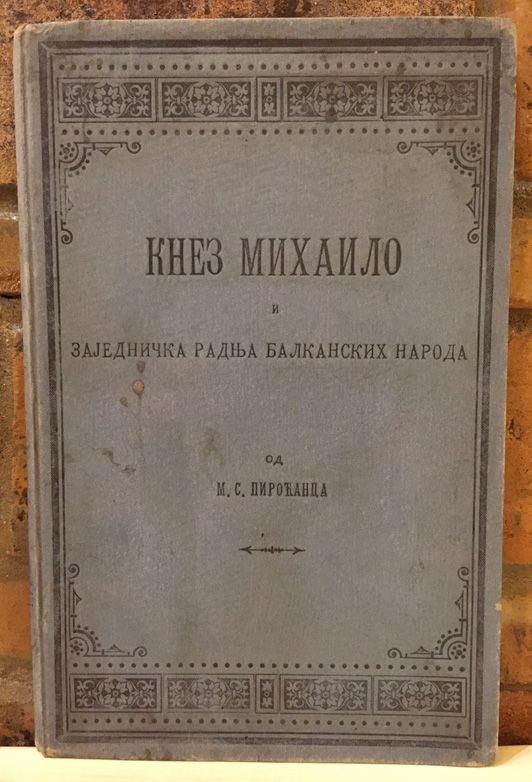 КНЕЗ МИХАИЛО
и
ЗАЈЕДНИЧКА РАДЊА БАЛКАНСКИХ НАРОДА
ОД
М. С. ПИРОЋАНЦА